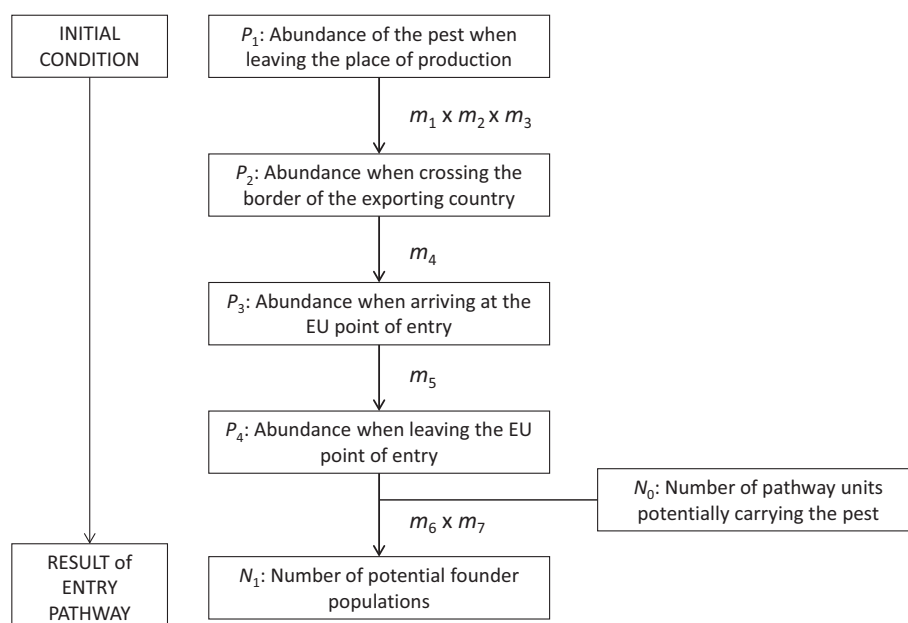 INITIAL
CONDITION
P₁: Abundance of the pest when
leaving the place of production
m₁ x m₂ x m₃
P₂: Abundance when crossing the
border of the exporting country
m₄
P₃: Abundance when arriving at the
EU point of entry
m₅
P₄: Abundance when leaving the EU
point of entry
N₀: Number of pathway units
potentially carrying the pest
m₆ x m₇
RESULT of
ENTRY
PATHWAY
N₁: Number of potential founder
populations